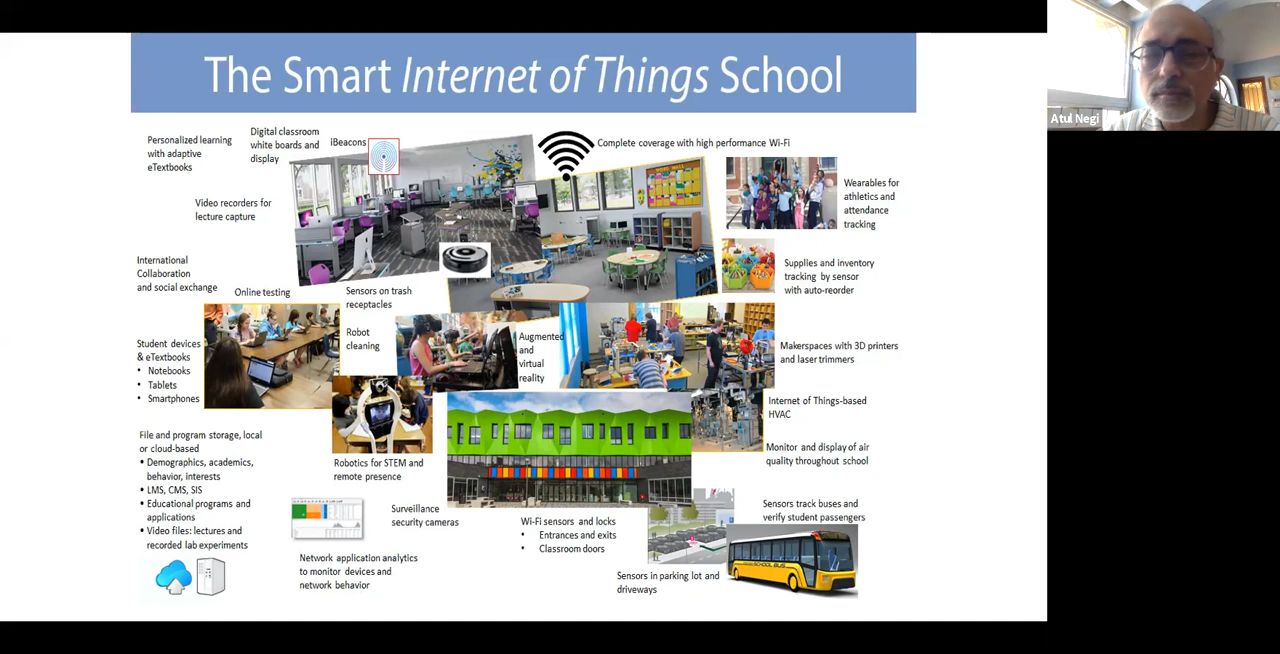 The Smart Internet of Things School
Atul Negi
Personalized learning
with adaptive
eTextbooks
Digital classroom
white boards and
display
iBeacons
Complete coverage with high performance Wi-Fi
Video recorders for
lecture capture
Wearables for
athletics and
attendance
tracking
International
Collaboration
and social exchange
Online testing
Sensors on trash
receptacles
Supplies and inventory
tracking by sensor
with auto-reorder
Student devices
& eTextbooks
• Notebooks
• Tablets
• Smartphones
Robot
cleaning
Augmented
and
virtual
reality
Makerspaces with 3D printers
and laser trimmers
Internet of Things-based
HVAC
Monitor and display of air
quality throughout school
File and program storage, local
or cloud-based
• Demographics, academics,
behavior, interests
• LMS, CMS, SIS
• Educational programs and
applications
• Video files: lectures and
recorded lab experiments
Robotics for STEM and
remote presence
Surveillance
security cameras
Network application analytics
to monitor devices and
network behavior
Wi-Fi sensors and locks
• Entrances and exits
• Classroom doors
Sensors in parking lot and
driveways
Sensors track buses and
verify student passengers
SCHOOL BUS